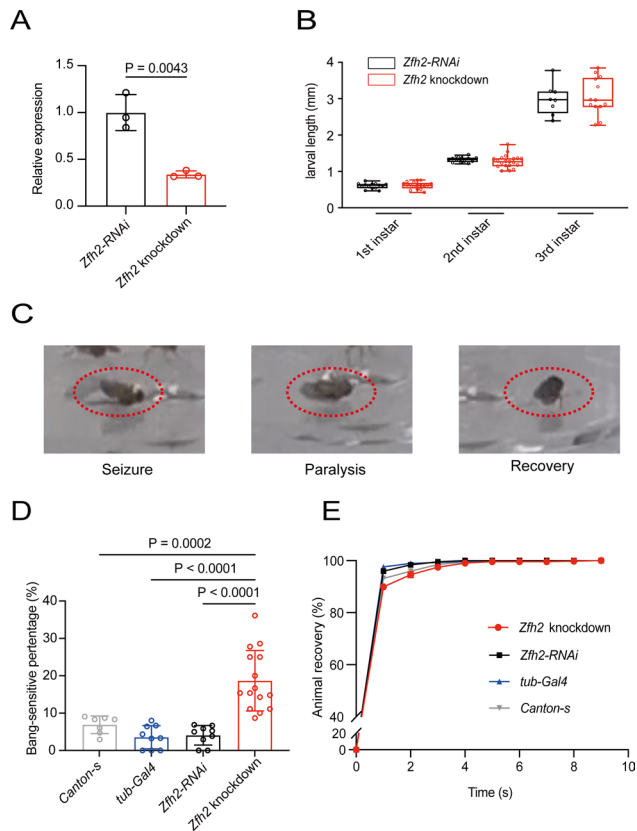 A
P = 0.0043
Relative expression
1.5
1.0
0.5
0.0
Zfh2-RNAi
Zfh2 knockdown
B
Zfh2-RNAi
Zfh2 knockdown
larval length (mm)
4
3
2
1
0
1st instar
2nd instar
3rd instar
C
Seizure
Paralysis
Recovery
D
P = 0.0002
P < 0.0001
P < 0.0001
Bang-sensitive pertentage (%)
40
30
20
10
0
Canton-s
tub-Gal4
Zfh2-RNAi
Zfh2 knockdown
E
Animal recovery (%)
100
80
60
40
20
0
Zfh2 knockdown
Zfh2-RNAi
tub-Gal4
Canton-s
0
2
4
6
8
10
Time (s)